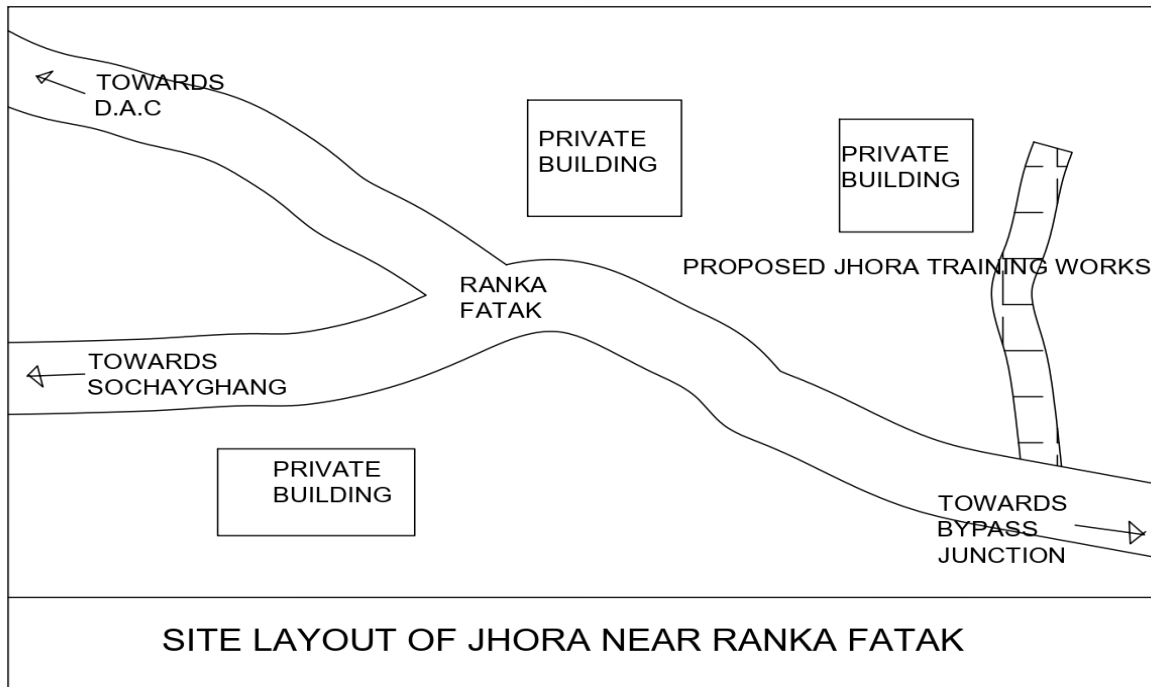 TOWARDS
D.A.C
PRIVATE
BUILDING
PRIVATE
BUILDING
PROPOSED JHORA TRAINING WORKS
RANKA
FATAK
TOWARDS
SOCHAYGHANG
PRIVATE
BUILDING
TOWARDS
BYPASS
JUNCTION
SITE LAYOUT OF JHORA NEAR RANKA FATAK